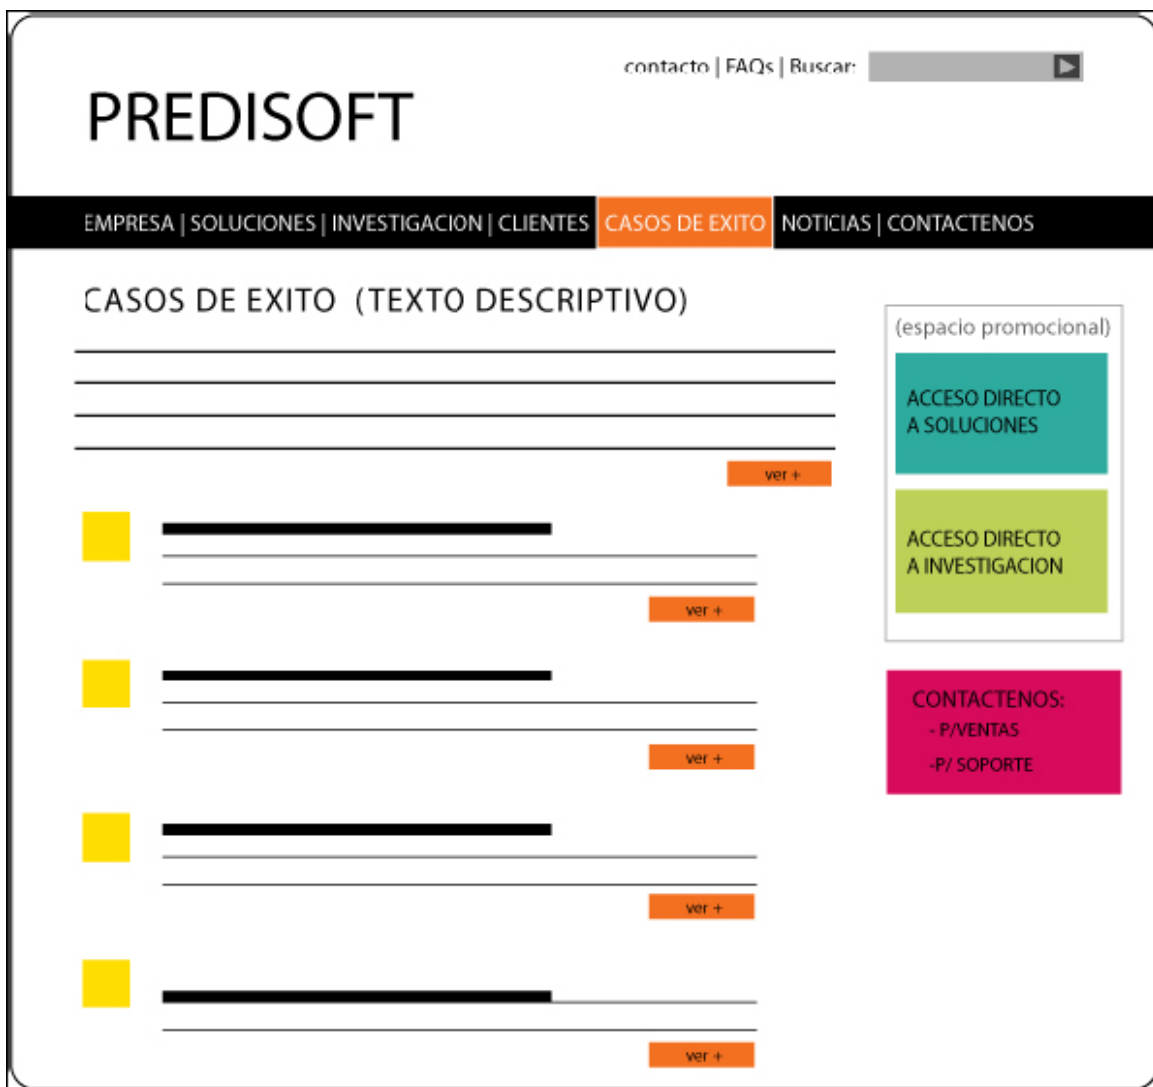 contacto | FAQs | Buscar:
PREDISOFT
EMPRESA | SOLUCIONES | INVESTIGACION | CLIENTES CASOS DE EXITO NOTICIAS | CONTACTENOS
CASOS DE EXITO (TEXTO DESCRIPTIVO)
ver +
ver +
ver +
ver +
ver +
(espacio promocional)
ACCESO DIRECTO
A SOLUCIONES
ACCESO DIRECTO
A INVESTIGACION
CONTACTENOS:
- P/VENTAS
-P/ SOPORTE